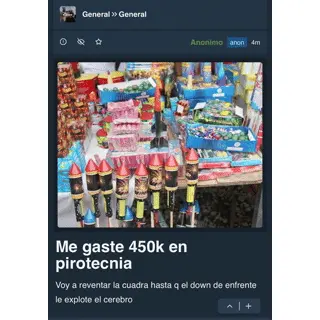 General » General
Anonimo anon 4m
Me gaste 450k en
pirotecnia
Voy a reventar la cuadra hasta q el down de enfrente
le explote el cerebro